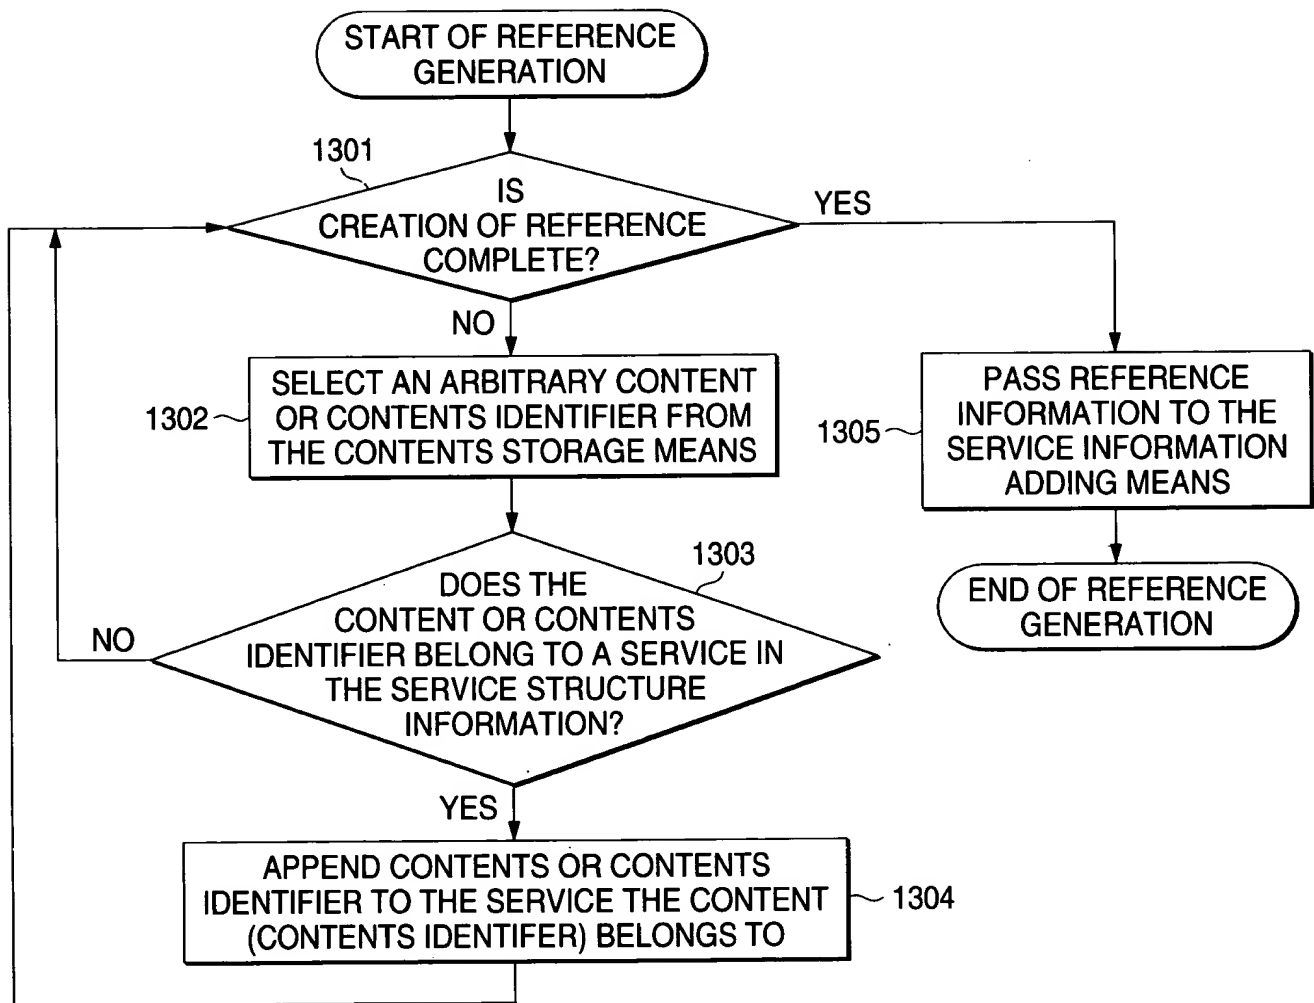 START OF REFERENCE
GENERATION
1301
IS
CREATION OF REFERENCE
COMPLETE?
YES
NO
1302
SELECT AN ARBITRARY CONTENT
OR CONTENTS IDENTIFIER FROM
THE CONTENTS STORAGE MEANS
1305
PASS REFERENCE
INFORMATION TO THE
SERVICE INFORMATION
ADDING MEANS
1303
DOES THE
CONTENT OR CONTENTS
IDENTIFIER BELONG TO A SERVICE IN
THE SERVICE STRUCTURE
INFORMATION?
NO
END OF REFERENCE
GENERATION
YES
APPEND CONTENTS OR CONTENTS
IDENTIFIER TO THE SERVICE THE CONTENT
(CONTENTS IDENTIFER) BELONGS TO
1304